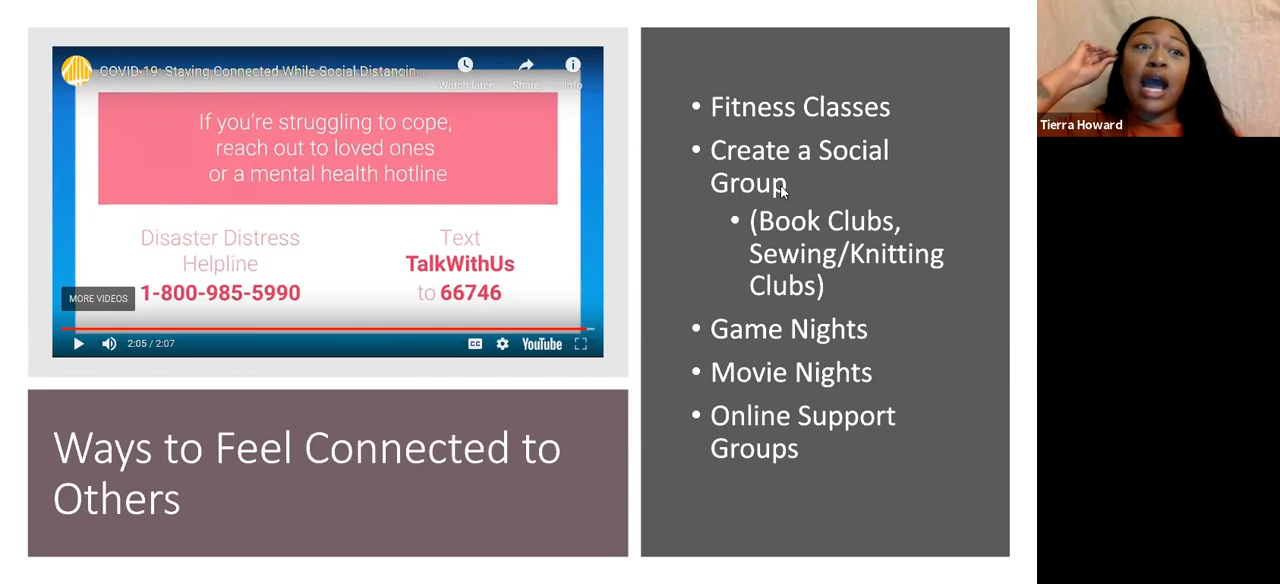 COVID-19: Staying Connected While Social Distancin...
Watch later
Share
Info
If you're struggling to cope,
reach out to loved ones
or a mental health hotline
Disaster Distress
Helpline
1-800-985-5990
Text
TalkWithUs
to 66746
MORE VIDEOS
2:05 / 2:07
CC
YouTube
Ways to Feel Connected to
Others
• Fitness Classes
• Create a Social
Group
• (Book Clubs,
Sewing/Knitting
Clubs)
• Game Nights
• Movie Nights
• Online Support
Groups
Tierra Howard